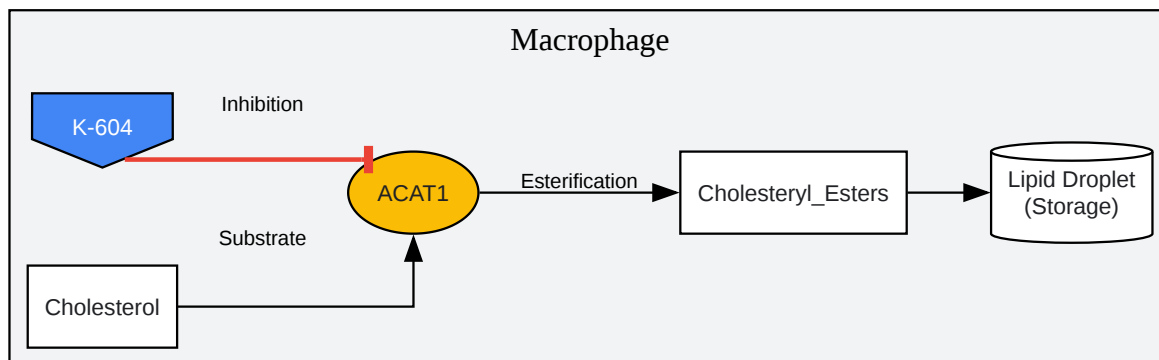 Macrophage
Inhibition
K-604
ACAT1
Esterification
Cholesteryl_Esters
Lipid Droplet
(Storage)
Substrate
Cholesterol